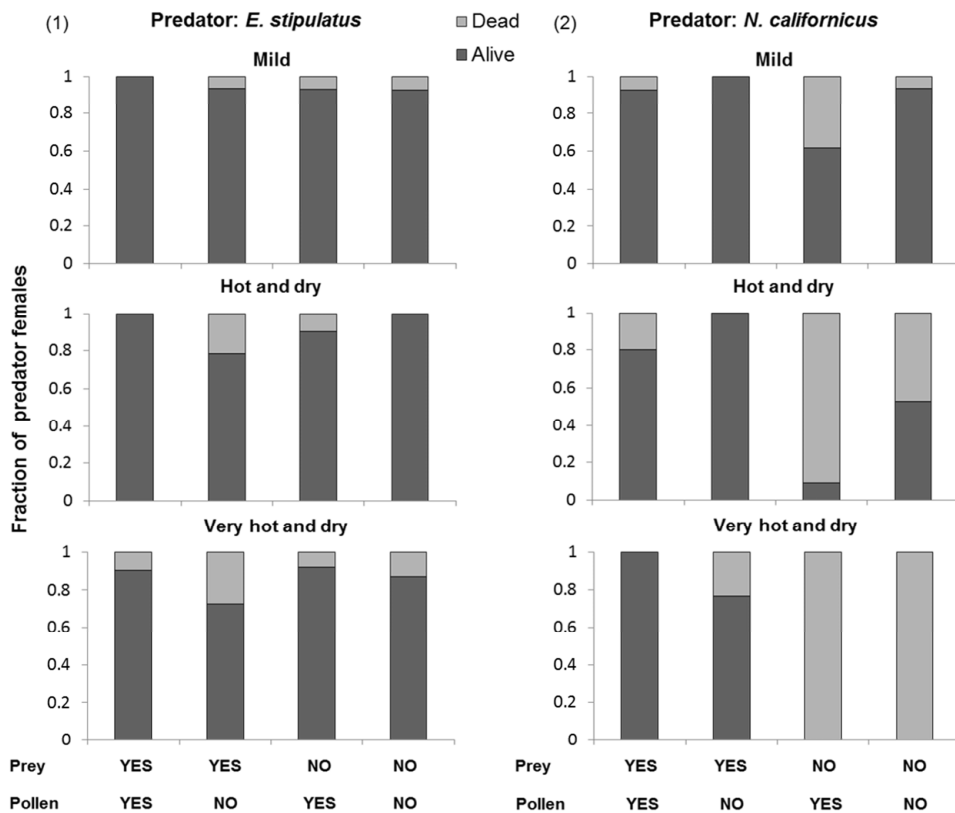 (1) Predator: E. stipulatus
Dead
Alive
(2) Predator: N. californicus
Mild
1
0.8
0.6
0.4
0.2
0
Mild
1
0.8
0.6
0.4
0.2
0
Fraction of predator females
Hot and dry
1
0.8
0.6
0.4
0.2
0
Hot and dry
1
0.8
0.6
0.4
0.2
0
Very hot and dry
1
0.8
0.6
0.4
0.2
0
Very hot and dry
1
0.8
0.6
0.4
0.2
0
Prey YES YES NO NO
Pollen YES NO YES NO
Prey YES YES NO NO
Pollen YES NO YES NO